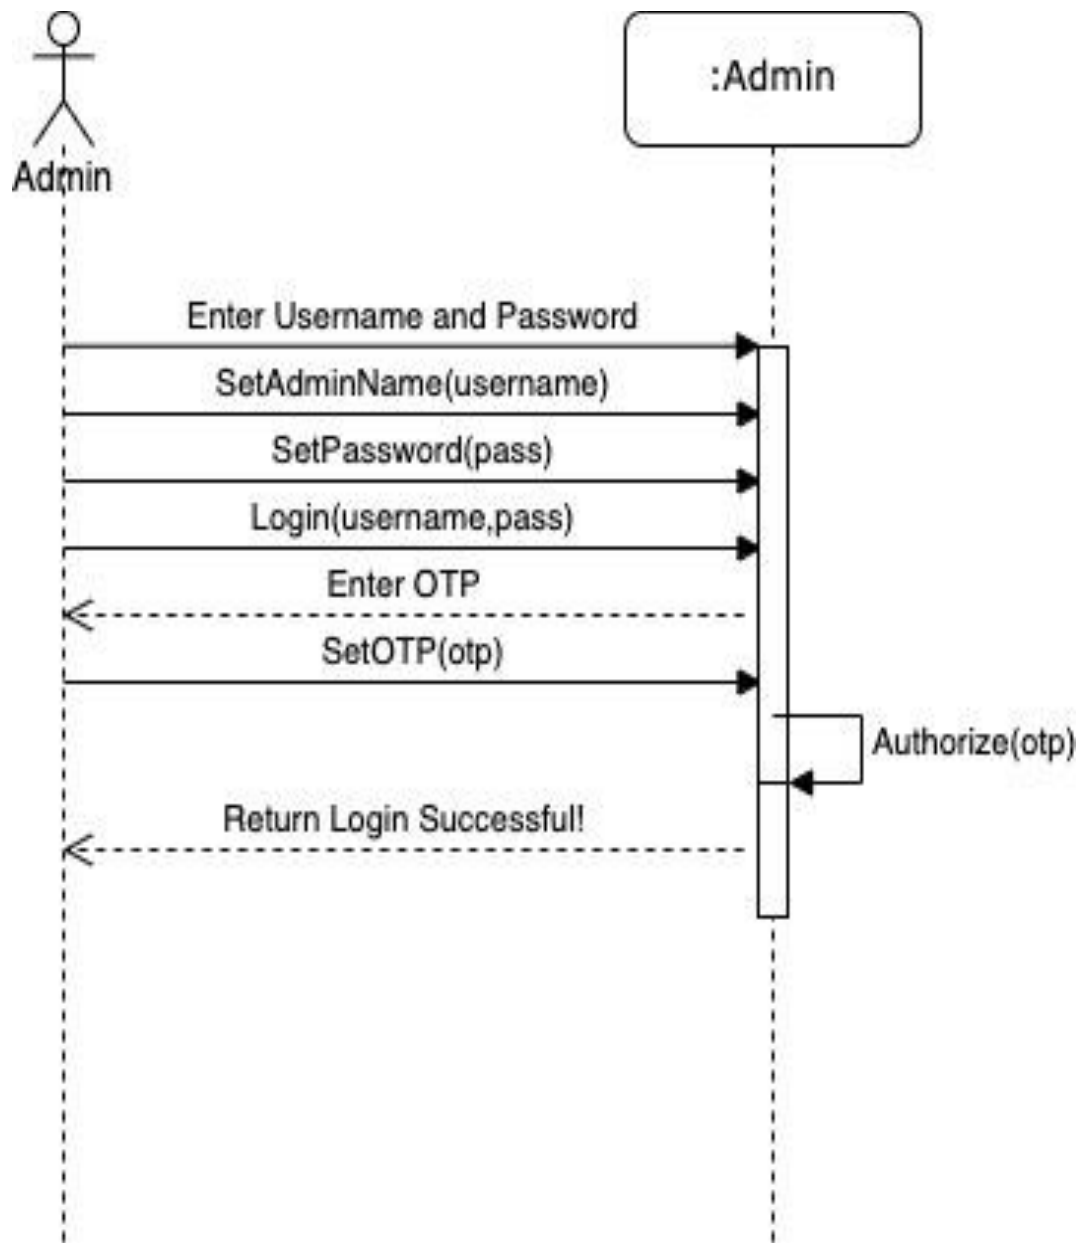 :Admin
Admin
Enter Username and Password
SetAdminName(username)
SetPassword(pass)
Login(username,pass)
Enter OTP
SetOTP(otp)
Authorize(otp)
Return Login Successful!